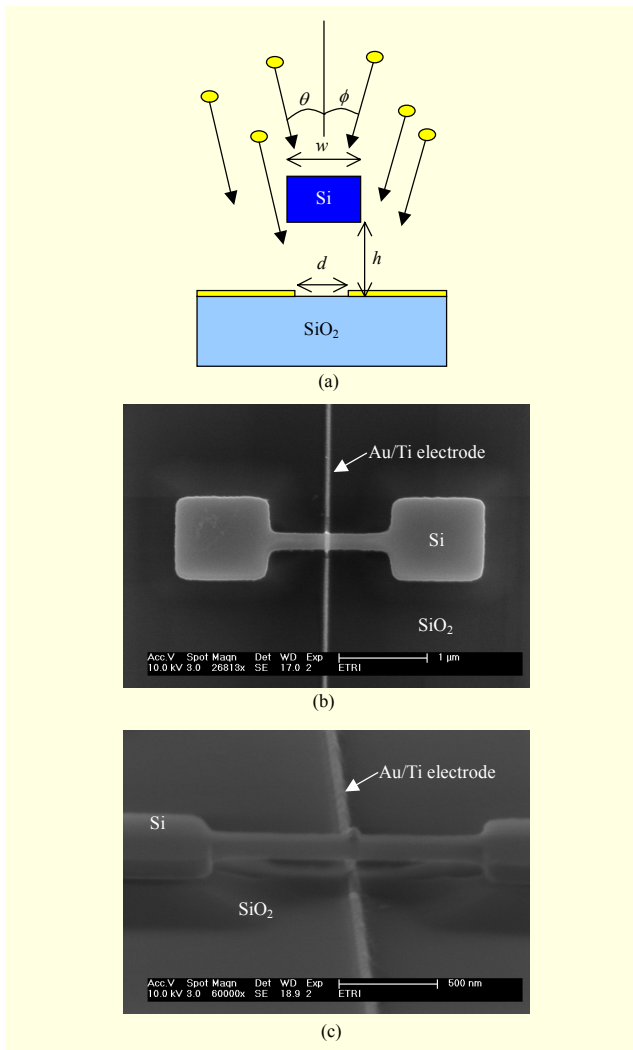 θ ϕ
w
Si
d h
SiO₂
(a)
Au/Ti electrode
Si
SiO₂
Acc.V Spot Magn Det WD Exp 1 μm
10.0 kV 3.0 26813x SE 17.0 2 ETRI
(b)
Au/Ti electrode
Si
SiO₂
Acc.V Spot Magn Det WD Exp 500 nm
10.0 kV 3.0 60000x SE 18.9 2 ETRI
(c)